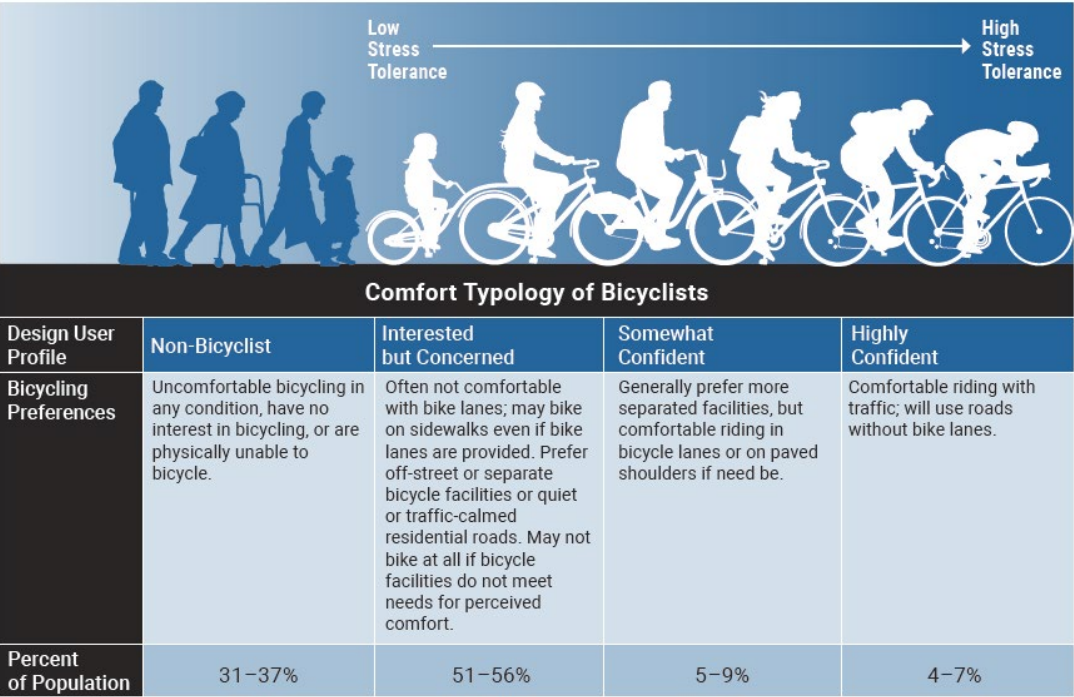 Low
Stress
Tolerance
High
Stress
Tolerance
Comfort Typology of Bicyclists
Design User
Profile
Non-Bicyclist
Interested
but Concerned
Somewhat
Confident
Highly
Confident
Bicycling
Preferences
Uncomfortable bicycling in
any condition, have no
interest in bicycling, or are
physically unable to
bicycle.
Often not comfortable
with bike lanes; may bike
on sidewalks even if bike
lanes are provided. Prefer
off-street or separate
bicycle facilities or quiet
or traffic-calmed
residential roads. May not
bike at all if bicycle
facilities do not meet
needs for perceived
comfort.
Generally prefer more
separated facilities, but
comfortable riding in
bicycle lanes or on paved
shoulders if need be.
Comfortable riding with
traffic; will use roads
without bike lanes.
Percent
of Population
31–37%
51–56%
5–9%
4–7%